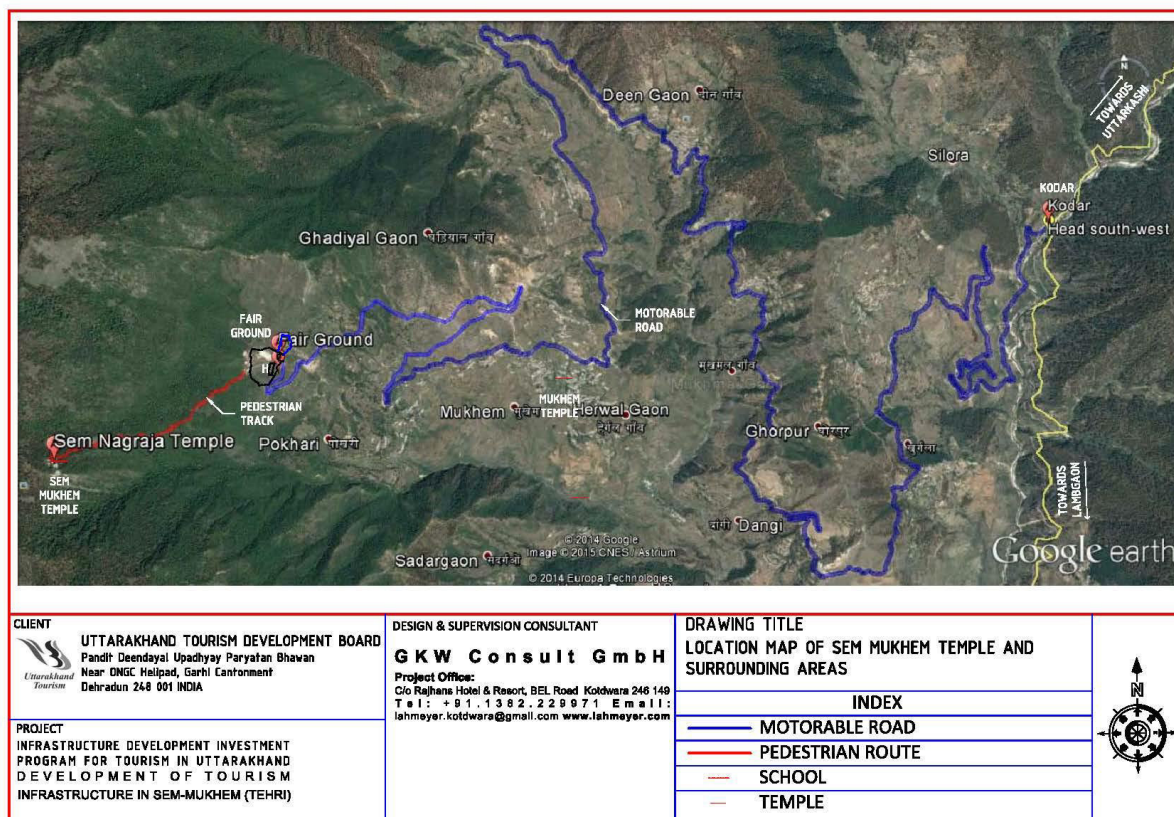 Deen Gaon दीन गाँव
TOWARDS
UTTARKASHI
N
Silora
KODAR
Kodar
Head south-west
Ghadiyal Gaon घडियाल गाँव
MOTORABLE
ROAD
FAIR
GROUND
Fair Ground
H
PEDESTRIAN
TRACK
मुखमल गाँव
Mukhem मुखेम
MUKHEM
TEMPLE
Herwal Gaon
Sem Nagraja Temple
Pokhari पोखरी
Ghorpur घोरपुर
SEM
MUKHEM
TEMPLE
TOWARDS
LAMBGAON
दांगी Dangi
Sadargaon
© 2014 Google
Image © 2015 CNES / Astrium
© 2014 Europa Technologies
Google earth
CLIENT
Uttarakhand
Tourism
UTTARAKHAND TOURISM DEVELOPMENT BOARD
Pandit Deendayal Upadhyay Paryatan Bhawan
Near ONGC Helipad, Garhi Cantonment
Dehradun 248 001 INDIA
PROJECT
INFRASTRUCTURE DEVELOPMENT INVESTMENT
PROGRAM FOR TOURISM IN UTTARAKHAND
DEVELOPMENT OF TOURISM
INFRASTRUCTURE IN SEM-MUKHEM (TEHRI)
DESIGN & SUPERVISION CONSULTANT
GKW Consult GmbH
Project Office:
C/o Rajhans Hotel & Resort, BEL Road Kotdwara 246 149
Tel: +91.1382.229971 Email:
lahmeyer.kotdwara@gmail.com www.lahmeyer.com
DRAWING TITLE
LOCATION MAP OF SEM MUKHEM TEMPLE AND
SURROUNDING AREAS
INDEX
MOTORABLE ROAD
PEDESTRIAN ROUTE
SCHOOL
TEMPLE
N